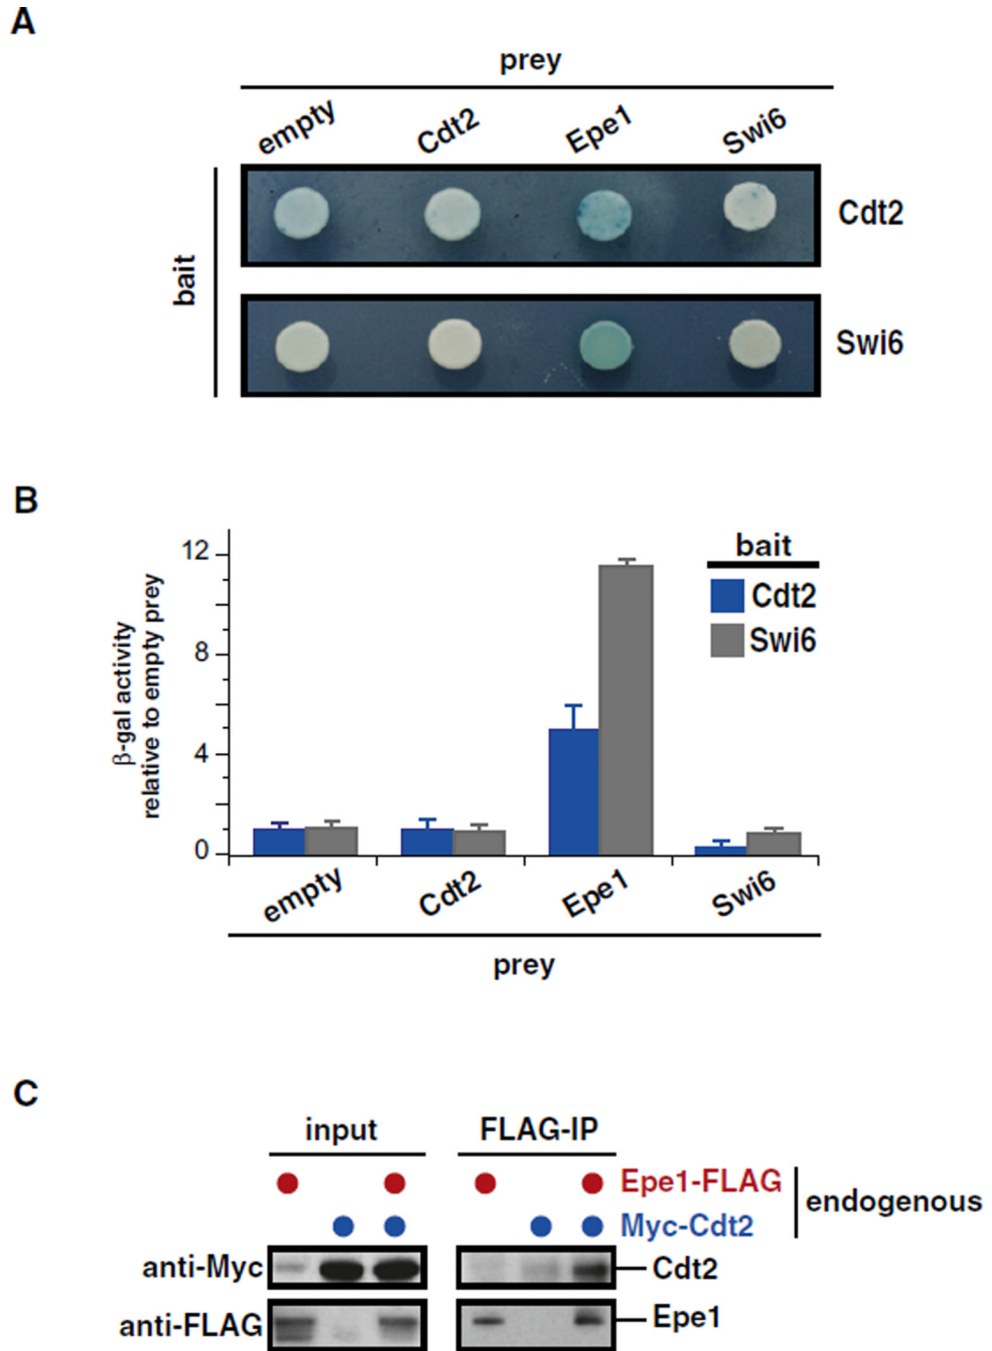 A
prey
empty Cdt2 Epe1 Swi6
bait
Cdt2
Swi6
B
β-gal activity
relative to empty prey
12
8
4
0
bait
Cdt2
Swi6
empty Cdt2 Epe1 Swi6
prey
C
input FLAG-IP
Epe1-FLAG
Myc-Cdt2
endogenous
anti-Myc Cdt2
anti-FLAG Epe1